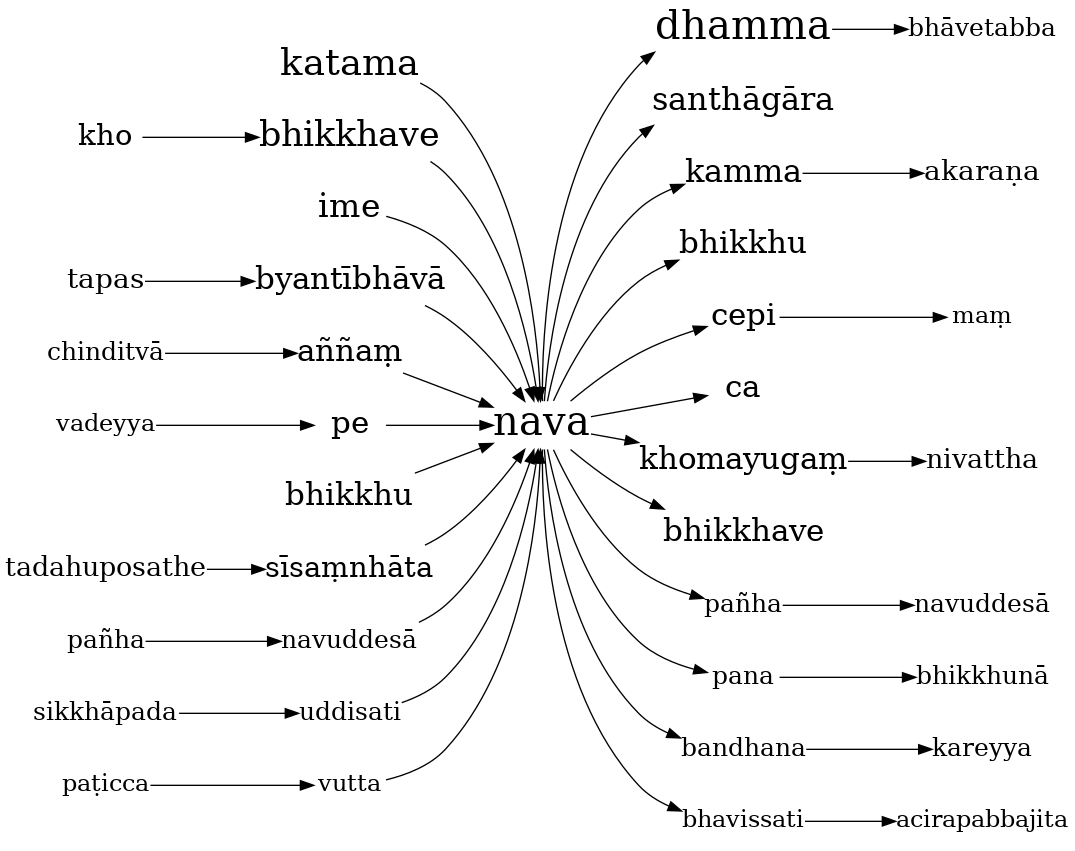 dhamma bhāvetabba
katama
santhāgāra
kho bhikkhave
kamma akaraṇa
ime
bhikkhu
tapas byantībhāvā
cepi maṃ
chinditvā aññaṃ
ca
vadeyya pe nava
khomayugaṃ nivattha
bhikkhu
bhikkhave
tadahuposathe sīsaṃnhāta
pañha navuddesā
pañha navuddesā
pana bhikkhunā
sikkhāpada uddisati
bandhana kareyya
paṭicca vutta
bhavissati acirapabbajita